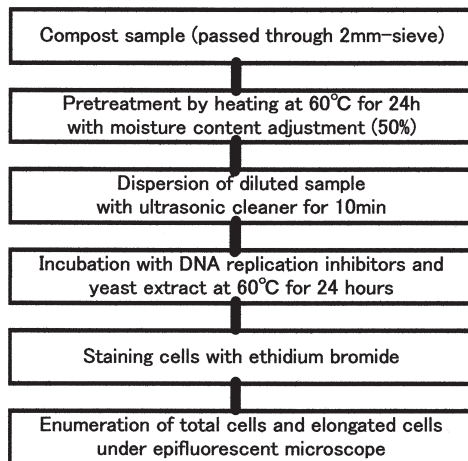 Compost sample (passed through 2mm-sieve)
Pretreatment by heating at 60°C for 24h
with moisture content adjustment (50%)
Dispersion of diluted sample
with ultrasonic cleaner for 10min
Incubation with DNA replication inhibitors and
yeast extract at 60°C for 24 hours
Staining cells with ethidium bromide
Enumeration of total cells and elongated cells
under epifluorescent microscope